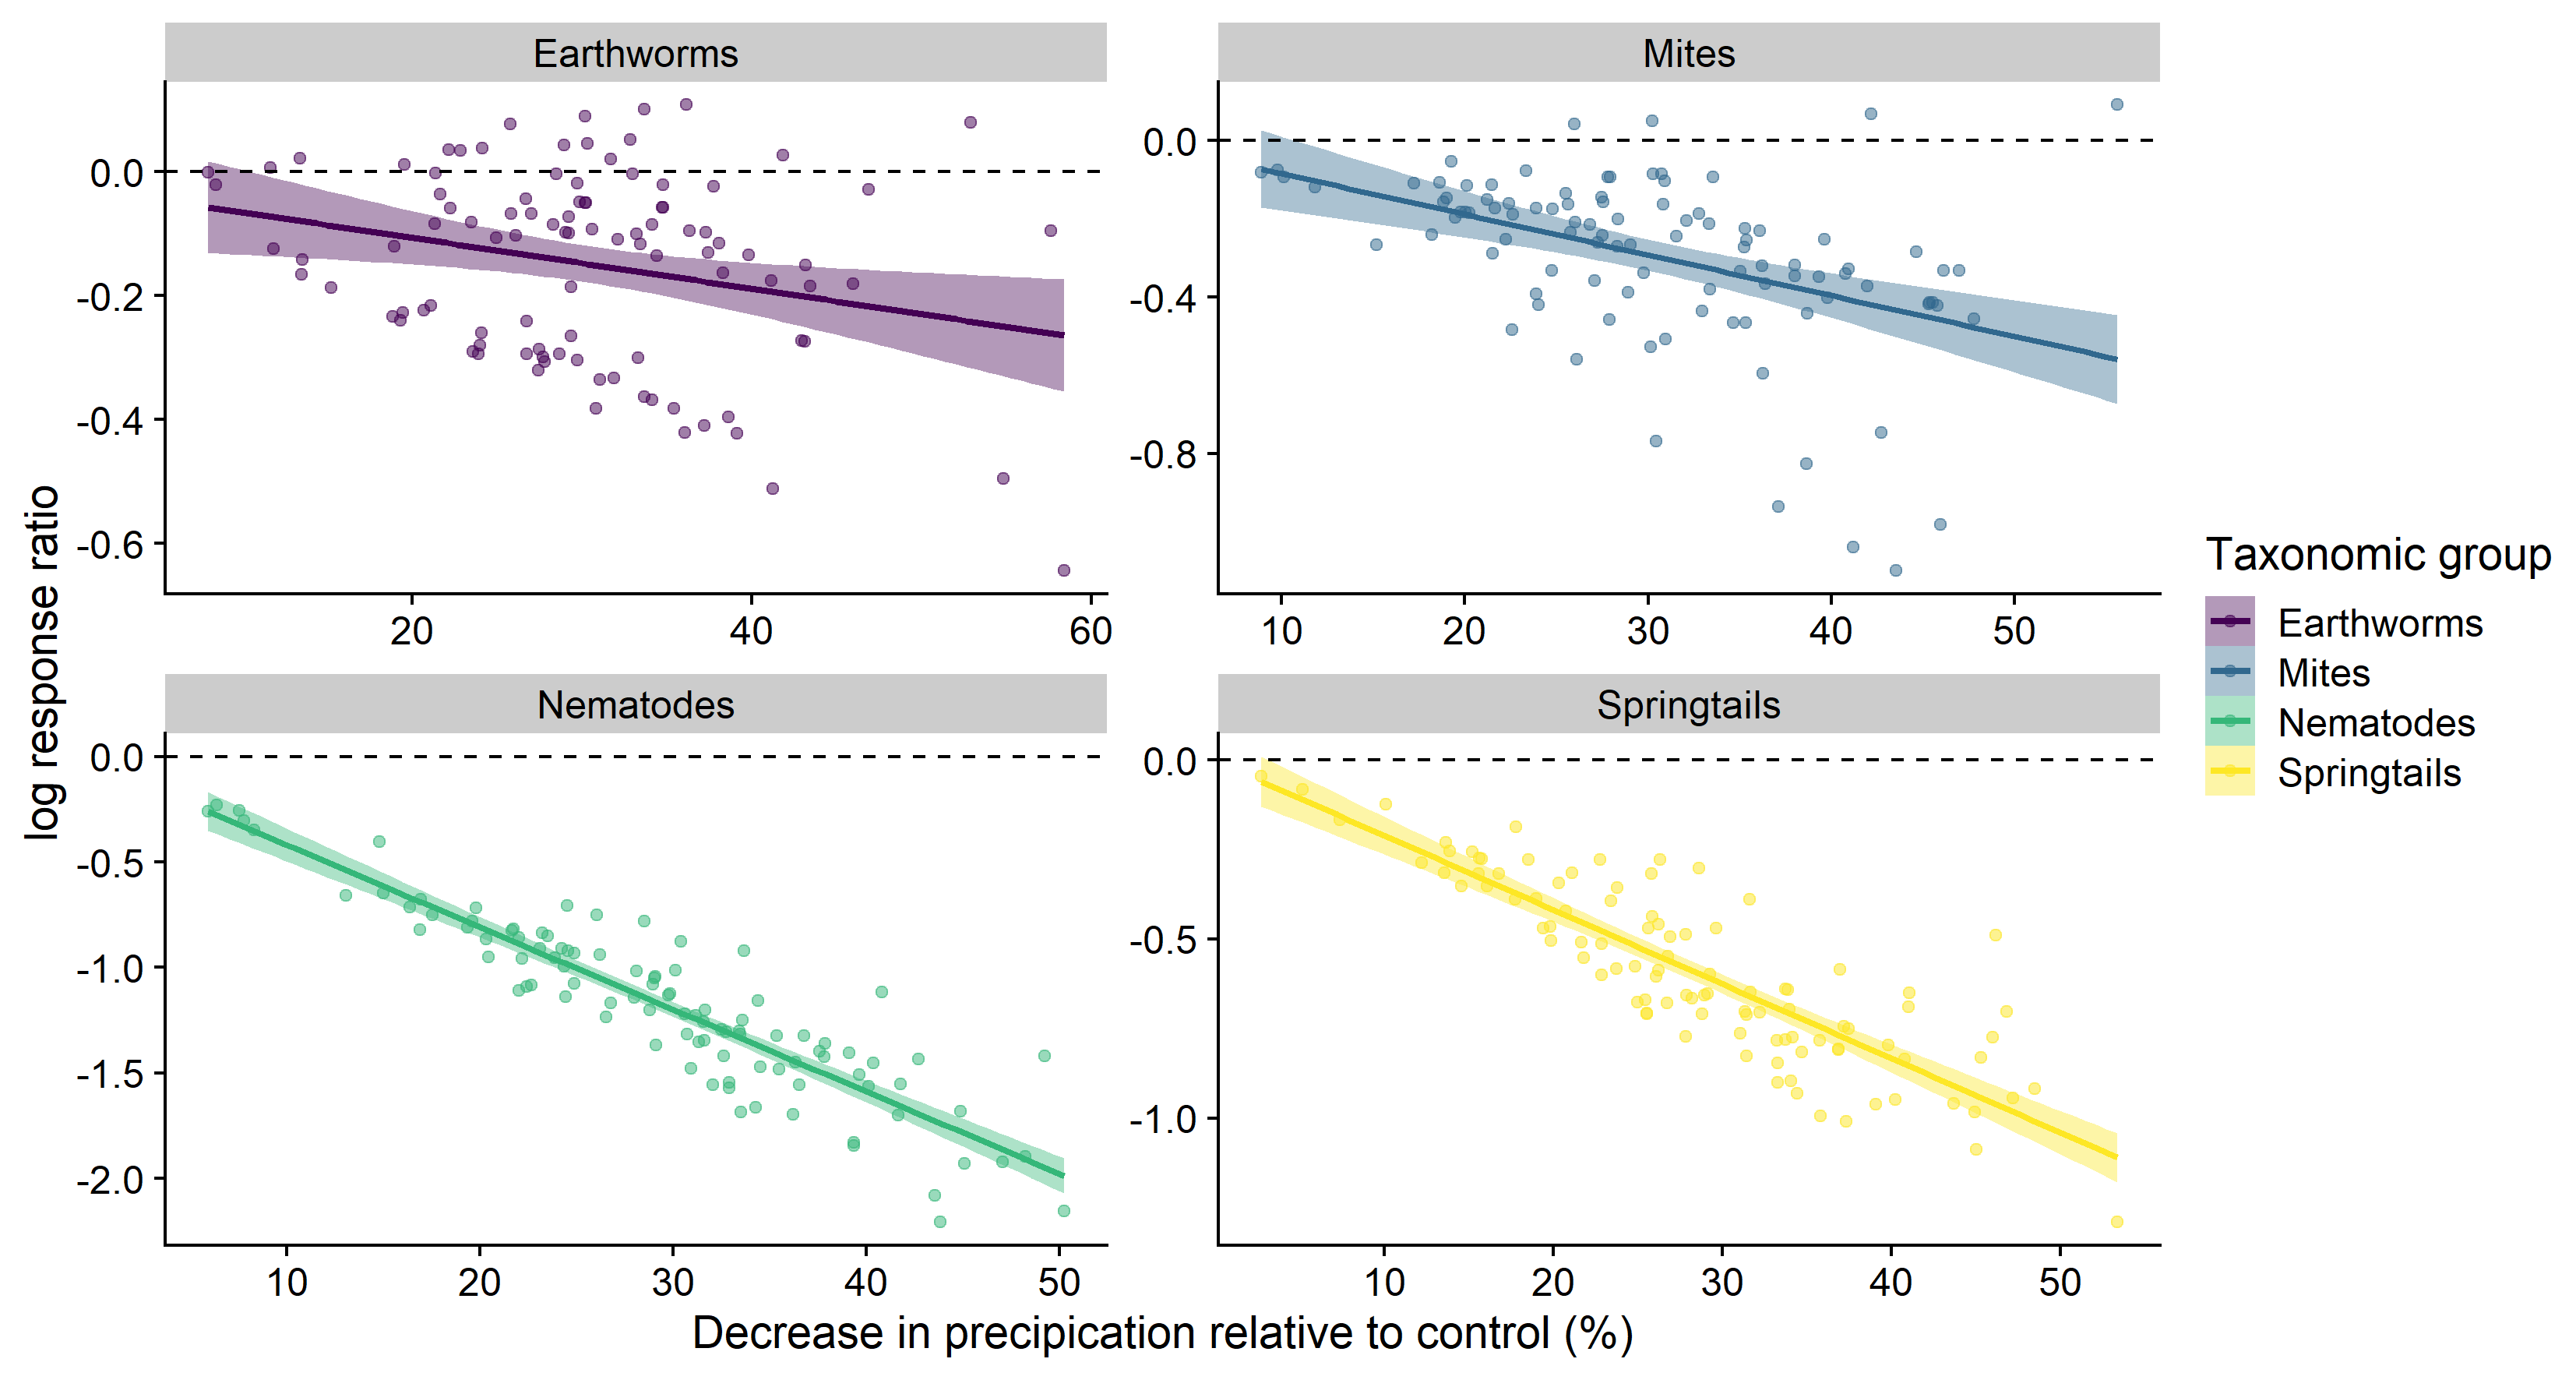 Earthworms
Mites
0.0
-0.2
-0.4
-0.6
20 40 60
0.0
-0.4
-0.8
10 20 30 40 50
Nematodes
Springtails
0.0
-0.5
-1.0
-1.5
-2.0
10 20 30 40 50
0.0
-0.5
-1.0
10 20 30 40 50
log response ratio
Decrease in precipication relative to control (%)
Taxonomic group
Earthworms
Mites
Nematodes
Springtails